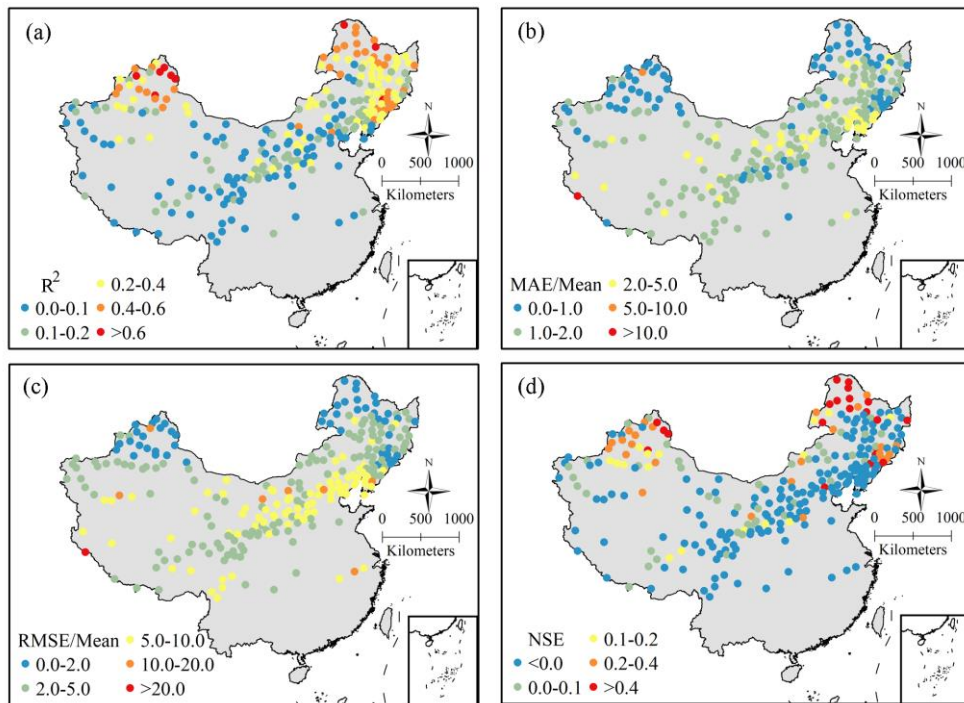 (a)
N
0 500 1000
Kilometers
R²
0.0-0.1
0.1-0.2
0.2-0.4
0.4-0.6
>0.6
(b)
N
0 500 1000
Kilometers
MAE/Mean
0.0-1.0
1.0-2.0
2.0-5.0
5.0-10.0
>10.0
(c)
N
0 500 1000
Kilometers
RMSE/Mean
0.0-2.0
2.0-5.0
5.0-10.0
10.0-20.0
>20.0
(d)
N
0 500 1000
Kilometers
NSE
<0.0
0.0-0.1
0.1-0.2
0.2-0.4
>0.4